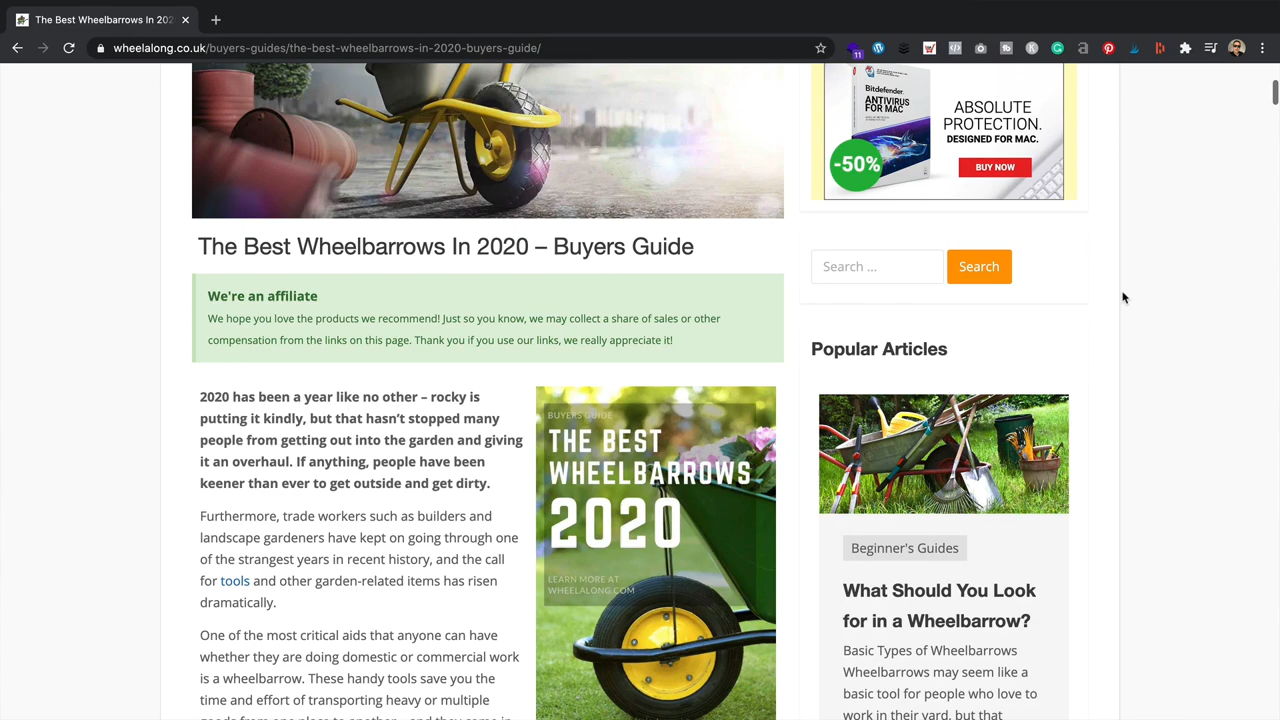 The Best Wheelbarrows In 202
wheelalong.co.uk/buyers-guides/the-best-wheelbarrows-in-2020-buyers-guide/
11
Bitdefender
ANTIVIRUS
FOR MAC
-50%
ABSOLUTE
PROTECTION.
DESIGNED FOR MAC.
BUY NOW
The Best Wheelbarrows In 2020 – Buyers Guide
We're an affiliate
We hope you love the products we recommend! Just so you know, we may collect a share of sales or other
compensation from the links on this page. Thank you if you use our links, we really appreciate it!
2020 has been a year like no other – rocky is
putting it kindly, but that hasn't stopped many
people from getting out into the garden and giving
it an overhaul. If anything, people have been
keener than ever to get outside and get dirty.
Furthermore, trade workers such as builders and
landscape gardeners have kept on going through one
of the strangest years in recent history, and the call
for tools and other garden-related items has risen
dramatically.
One of the most critical aids that anyone can have
whether they are doing domestic or commercial work
is a wheelbarrow. These handy tools save you the
time and effort of transporting heavy or multiple
goods from one place to another – and they come in
BUYERS GUIDE
THE BEST
WHEELBARROWS
2020
LEARN MORE AT
WHEELALONG.COM
Search ...
Search
Popular Articles
Beginner's Guides
What Should You Look
for in a Wheelbarrow?
Basic Types of Wheelbarrows
Wheelbarrows may seem like a
basic tool for people who love to
work in their yard, but that